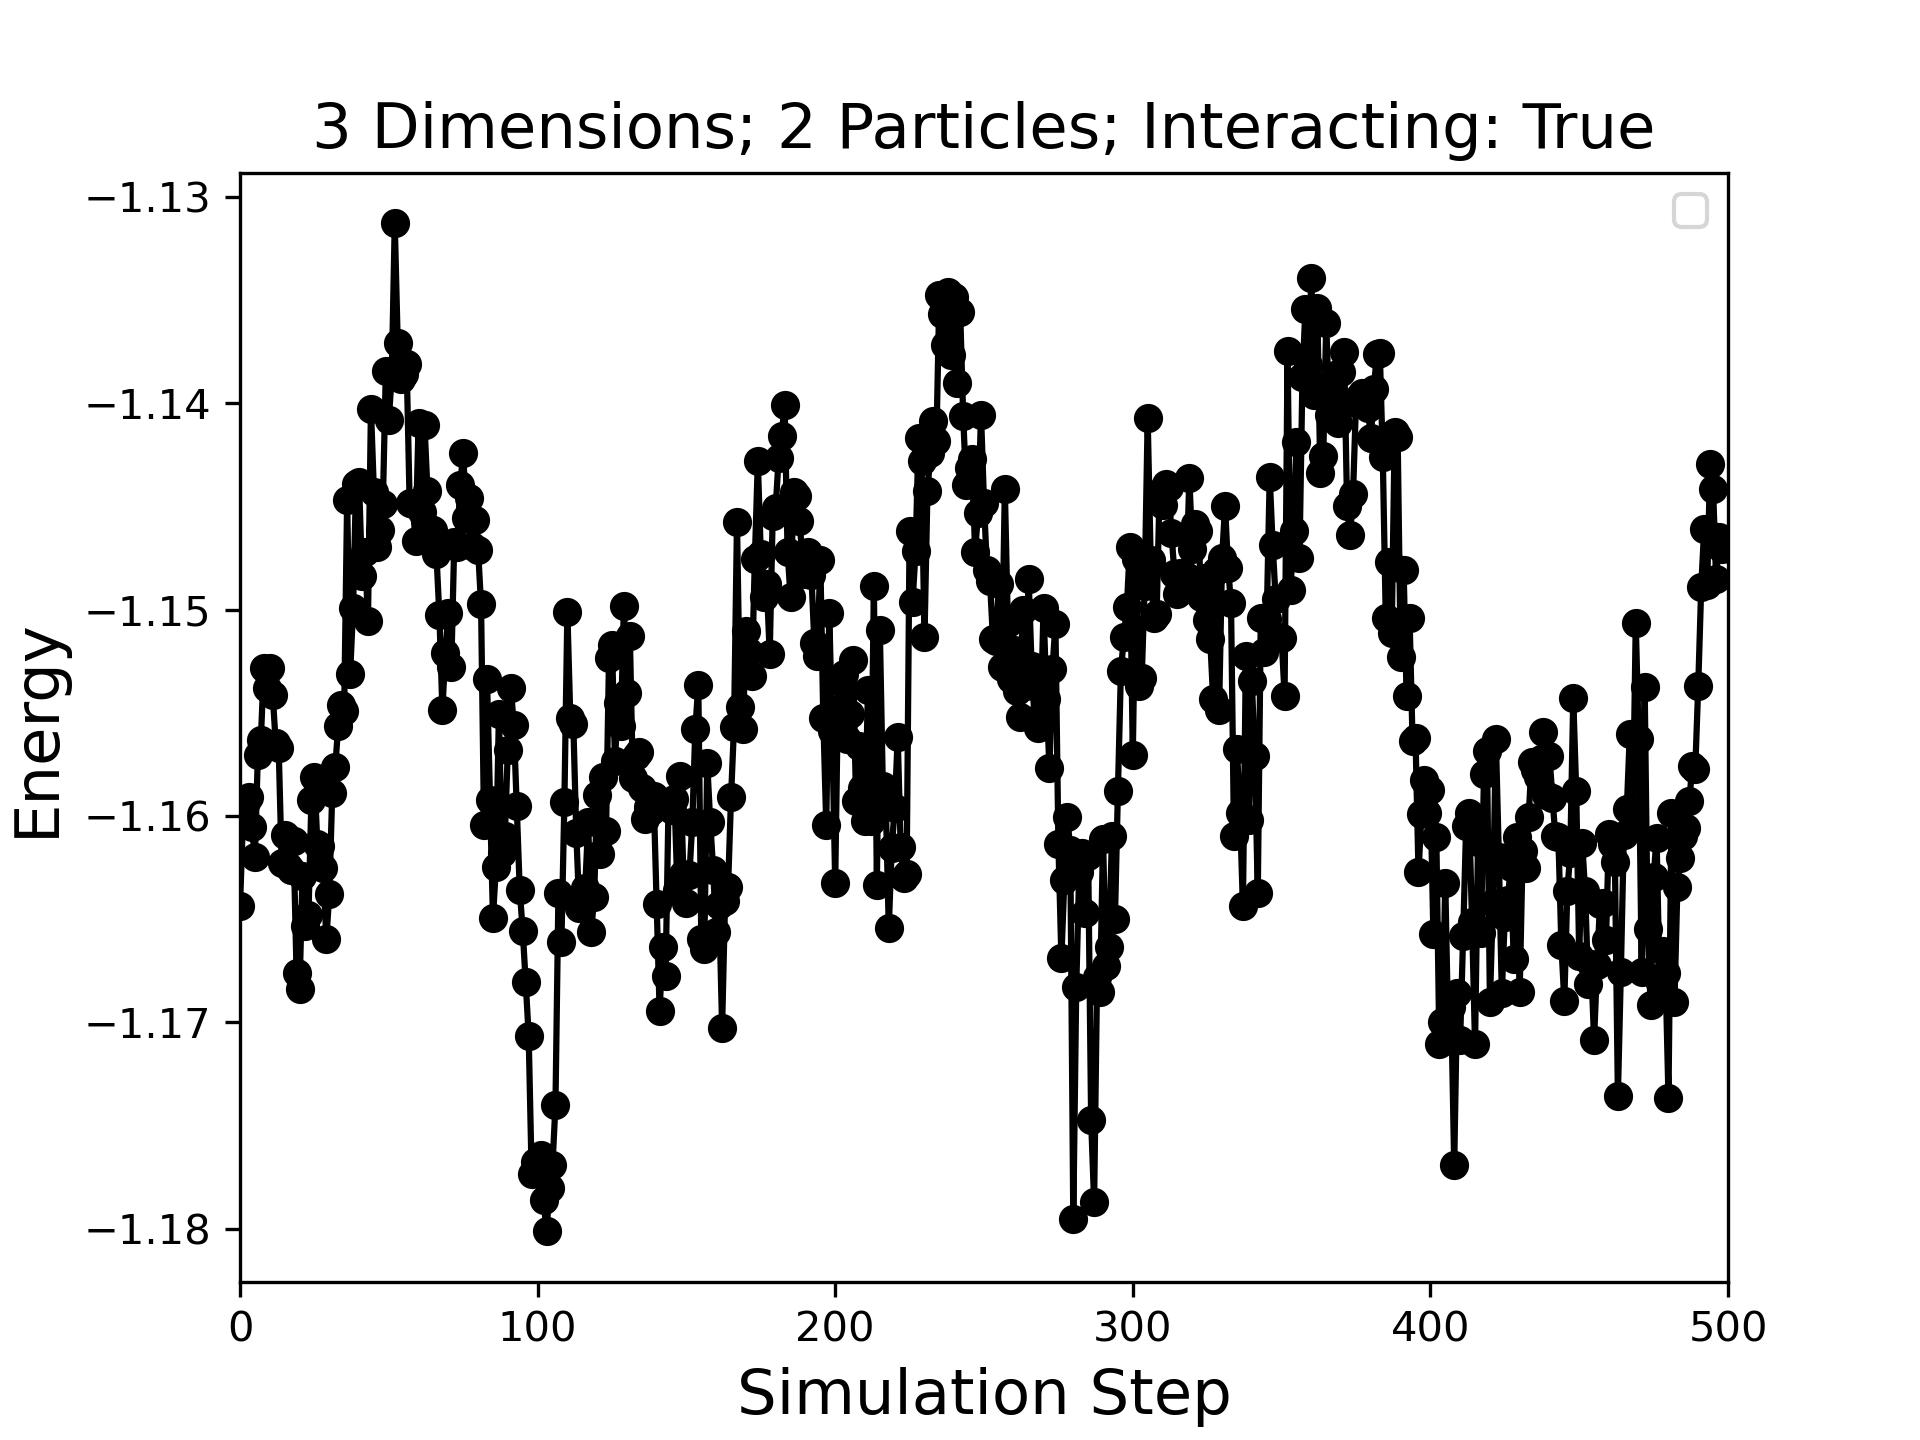 3 Dimensions; 2 Particles; Interacting: True
−1.13
−1.14
−1.15
−1.16
−1.17
−1.18
Energy
0 100 200 300 400 500
Simulation Step